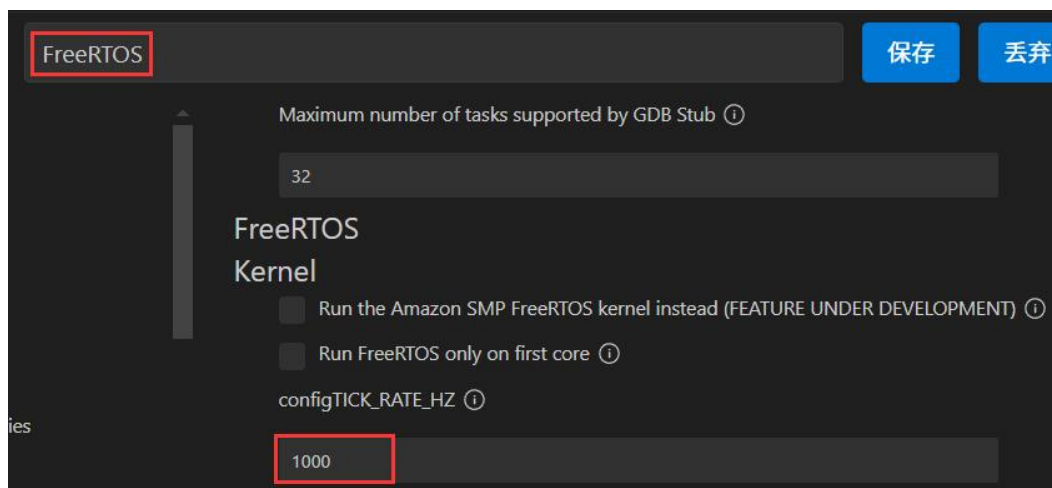 FreeRTOS 保存 丢弃
Maximum number of tasks supported by GDB Stub
32
FreeRTOS
Kernel
Run the Amazon SMP FreeRTOS kernel instead (FEATURE UNDER DEVELOPMENT)
Run FreeRTOS only on first core
configTICK_RATE_HZ
ies
1000